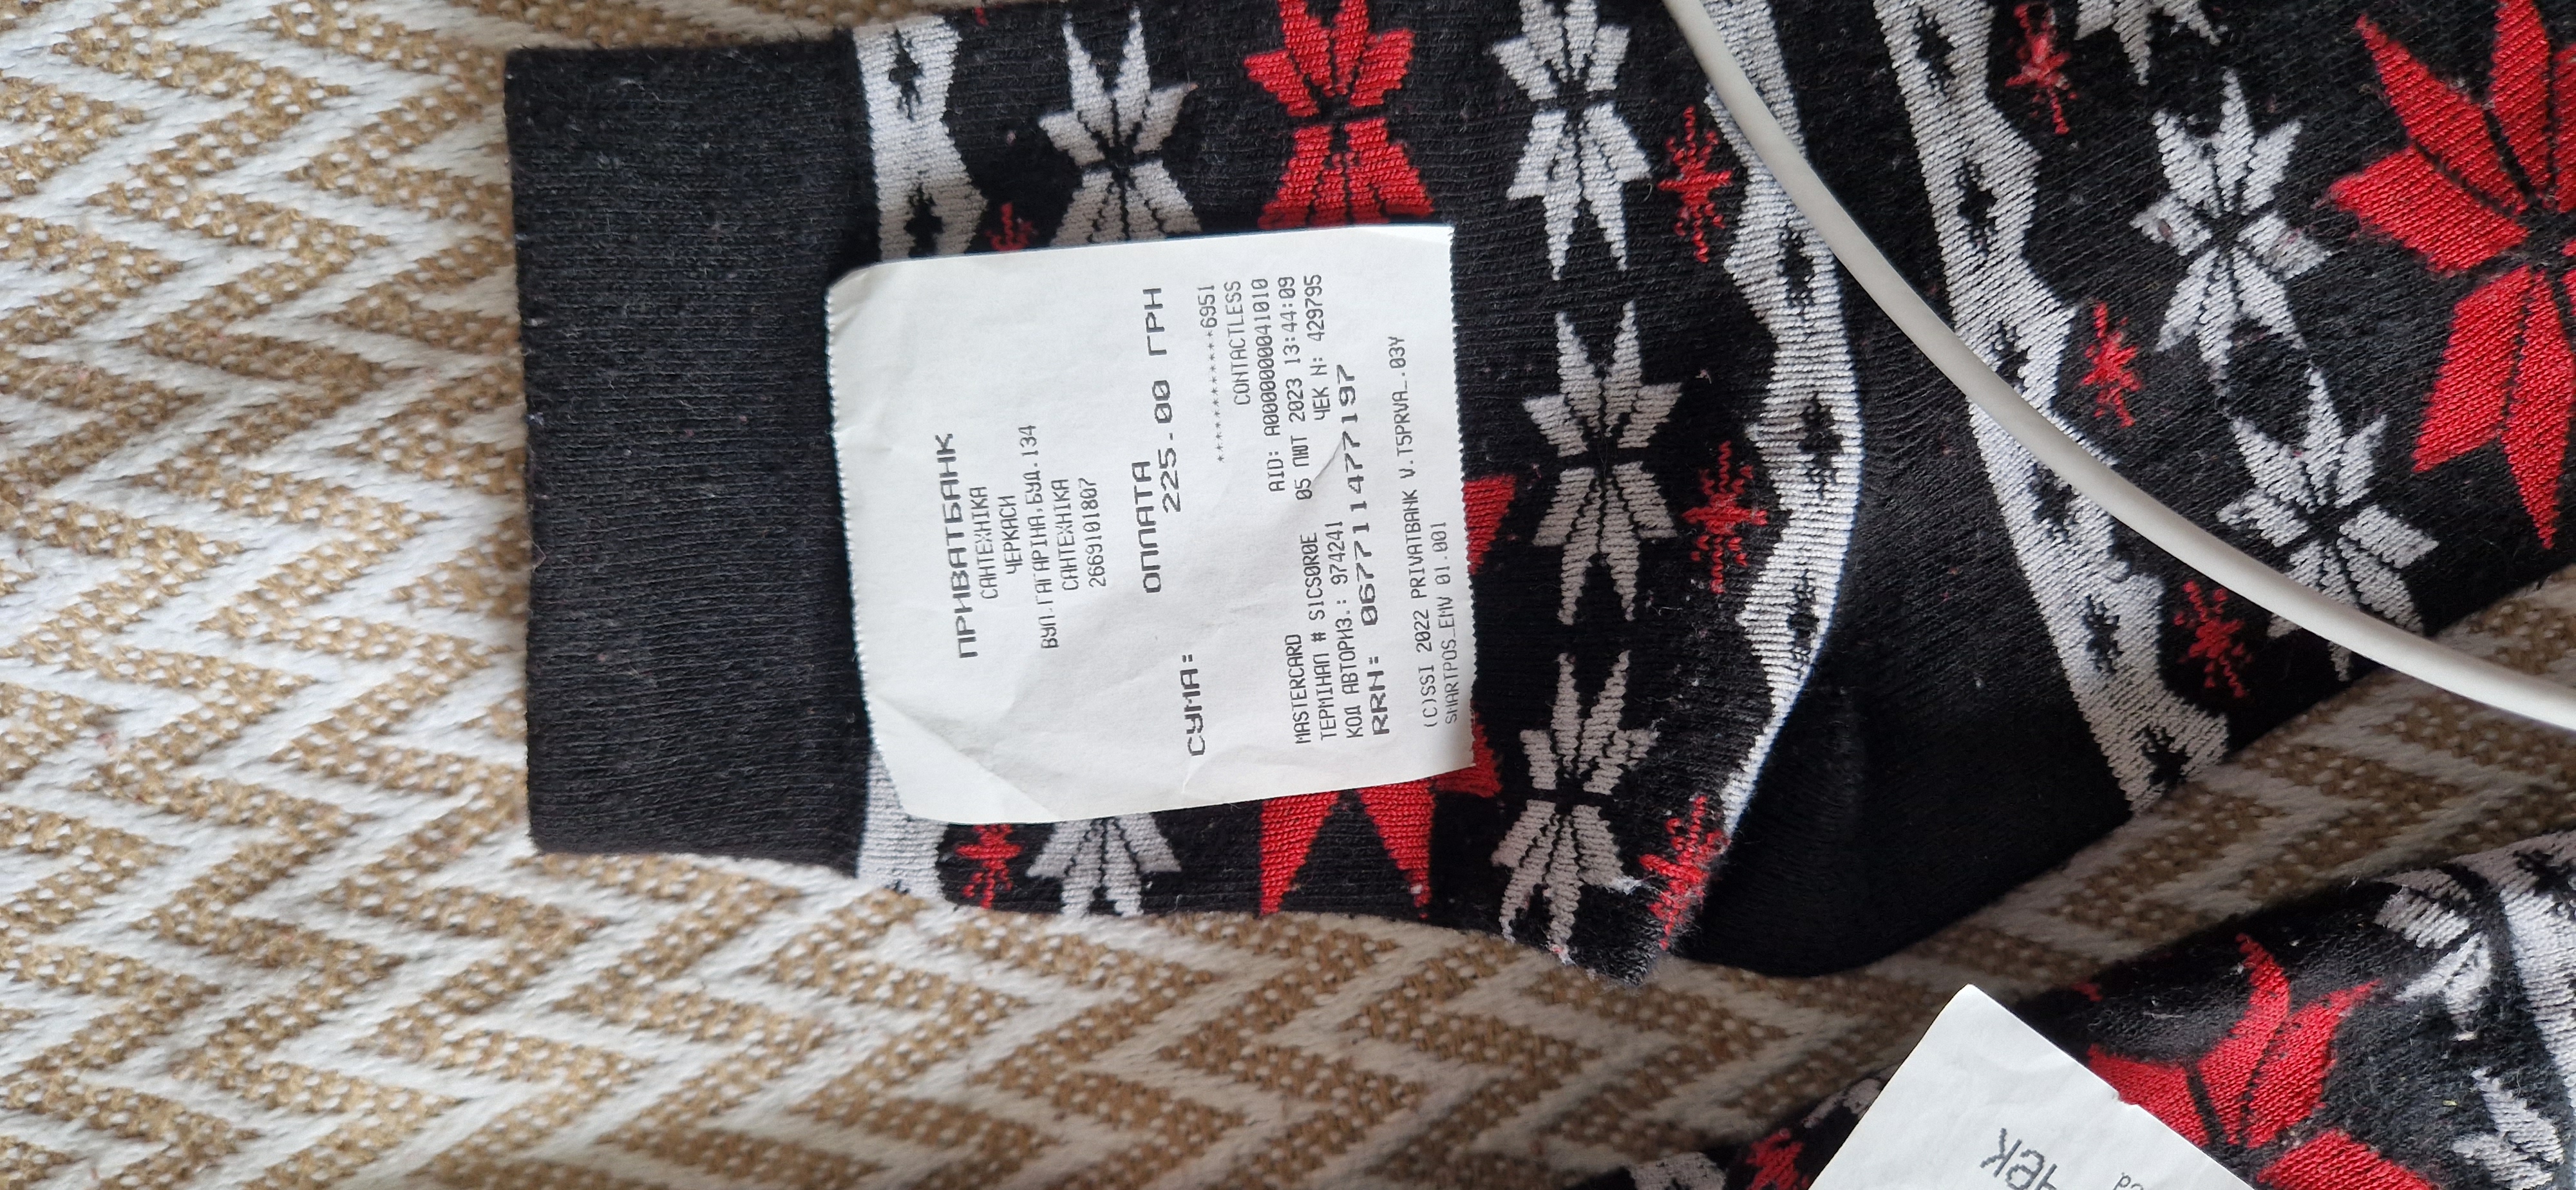 ПРИВАТБАНК
САНТЕХНІКА
ЧЕРКАСИ
ВУЛ.ГАГАРІНА,БУД.134
САНТЕХНІКА
2669101807
ОПЛАТА
СУМА: 225.00 ГРН
************6951
MASTERCARD CONTACTLESS
AID: A0000000041010
ТЕРМІНАЛ # S1CS0R0E 05 ЛЮТ 2023 13:44:09
КОД АВТОРИЗ.: 974241 ЧЕК N: 429795
RRN: 067711477197
(C)SSI 2022 PRIVATBANK V.T5PRVA_.03Y
SMARTPOS_EMV 01.001
чек